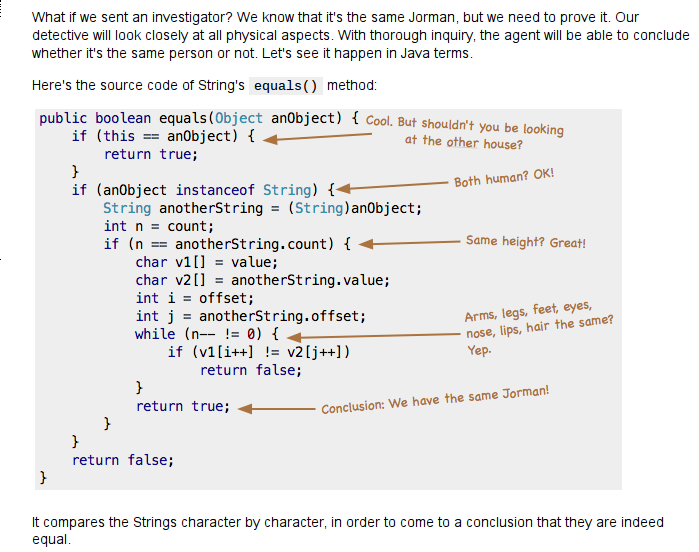 What if we sent an investigator? We know that it's the same Jorman, but we need to prove it. Our
detective will look closely at all physical aspects. With thorough inquiry, the agent will be able to conclude
whether it's the same person or not. Let's see it happen in Java terms.
Here's the source code of String's equals() method:
public boolean equals(Object anObject) { Cool. But shouldn't you be looking
at the other house?
if (this == anObject) {
return true;
}
if (anObject instanceof String) { Both human? OK!
String anotherString = (String)anObject;
int n = count;
if (n == anotherString.count) { Same height? Great!
char v1[] = value;
char v2[] = anotherString.value;
int i = offset;
int j = anotherString.offset;
while (n-- != 0) { Arms, legs, feet, eyes,
nose, lips, hair the same?
Yep.
if (v1[i++] != v2[j++])
return false;
}
return true; Conclusion: We have the same Jorman!
}
}
return false;
}
It compares the Strings character by character, in order to come to a conclusion that they are indeed
equal.